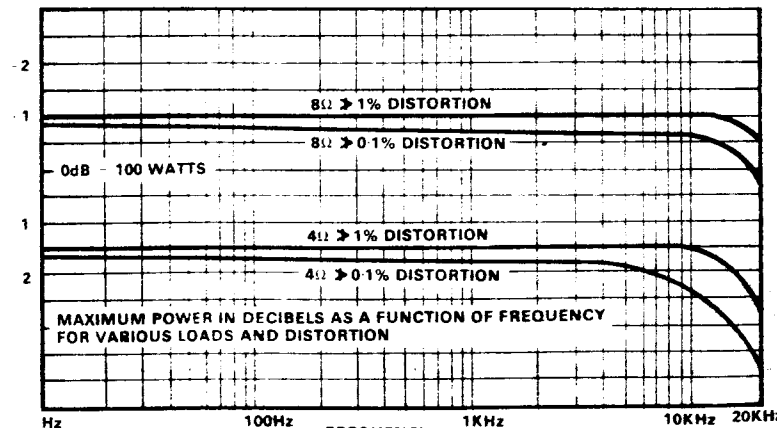 2
1
8Ω ≯ 1% DISTORTION
8Ω ≯ 0·1% DISTORTION
0dB - 100 WATTS
1
4Ω ≯ 1% DISTORTION
2
4Ω ≯ 0·1% DISTORTION
MAXIMUM POWER IN DECIBELS AS A FUNCTION OF FREQUENCY
FOR VARIOUS LOADS AND DISTORTION
Hz 100Hz 1KHz 10KHz 20KHz